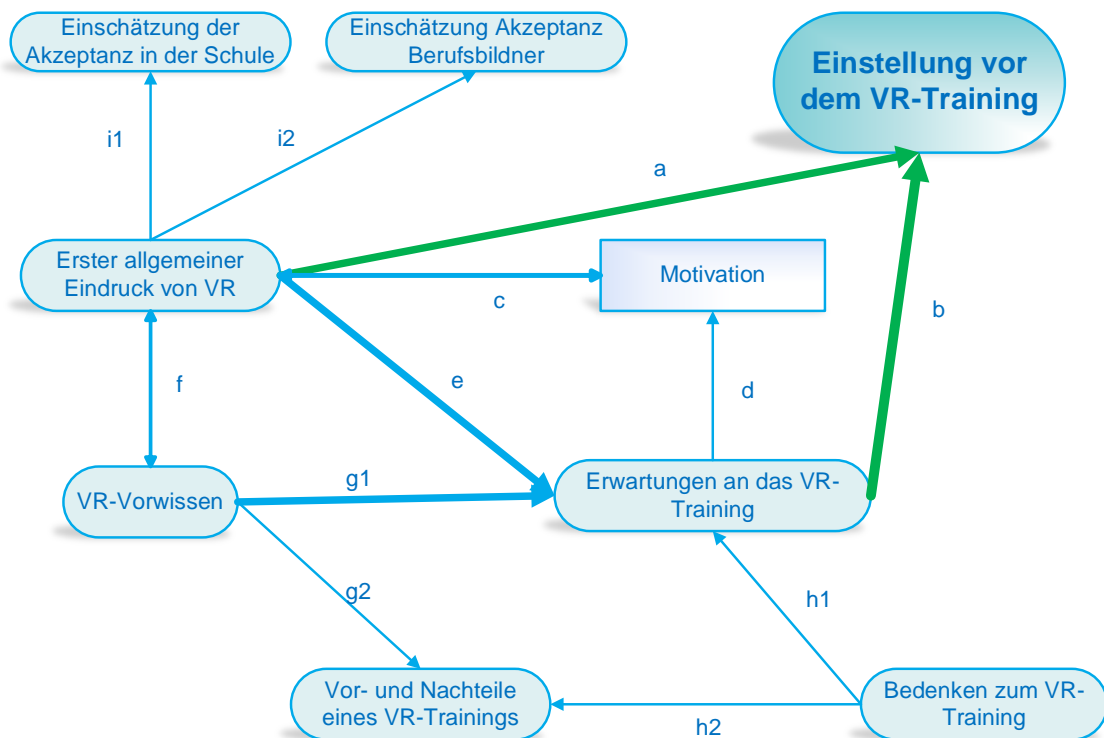 Einschätzung der
Akzeptanz in der Schule
Einschätzung Akzeptanz
Berufsbildner
Einstellung vor
dem VR-Training
i1
i2
a
Erster allgemeiner
Eindruck von VR
Motivation
c
b
f
e
d
VR-Vorwissen
g1
Erwartungen an das VR-
Training
g2
h1
Vor- und Nachteile
eines VR-Trainings
h2
Bedenken zum VR-
Training